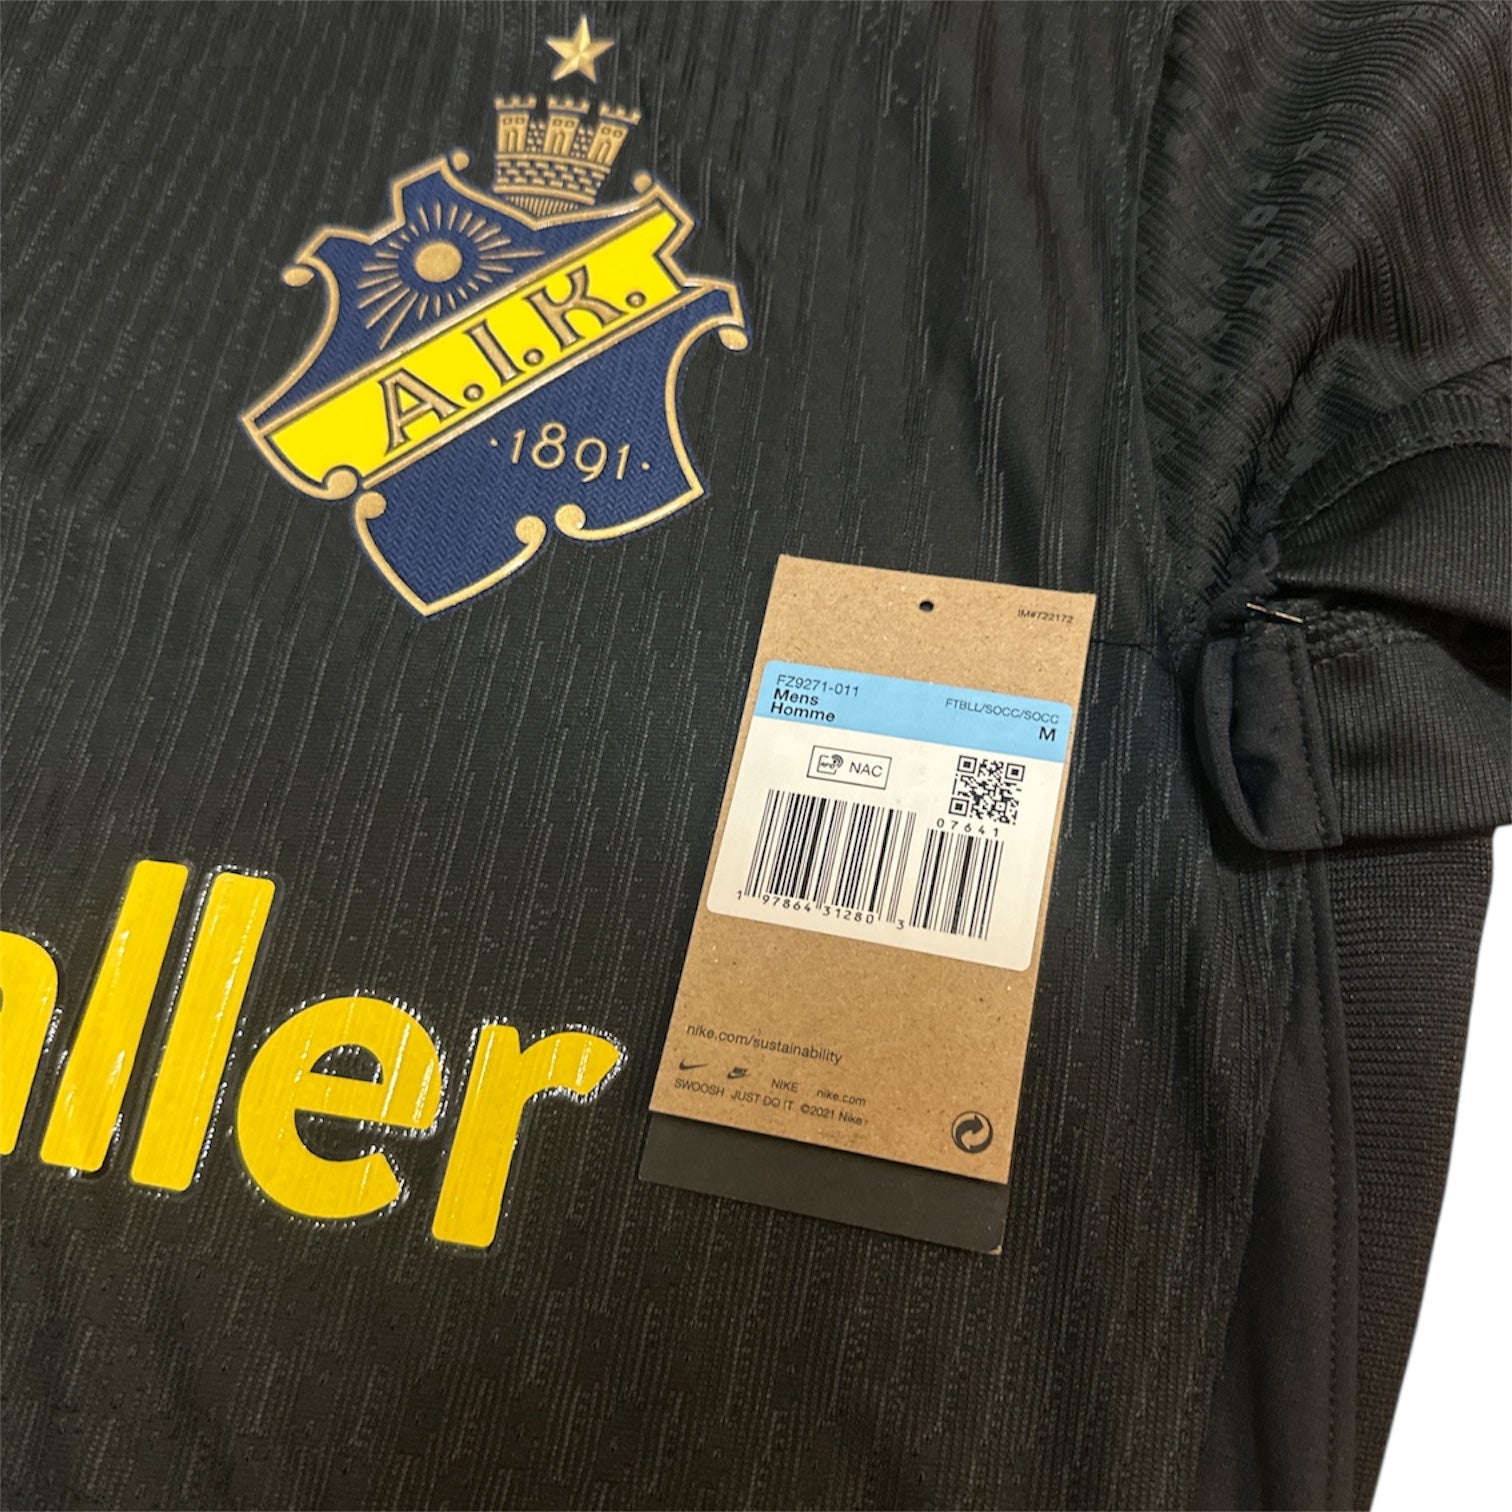 A.I.K.
·1891·
aller
IM#722172
FZ9271-011
Mens
Homme
FTBLL/SOCC/SOCC
M
NAC
07641
1 97864 31280 3
nike.com/sustainability
SWOOSH JUST DO IT NIKE nike.com
©2021 Nike